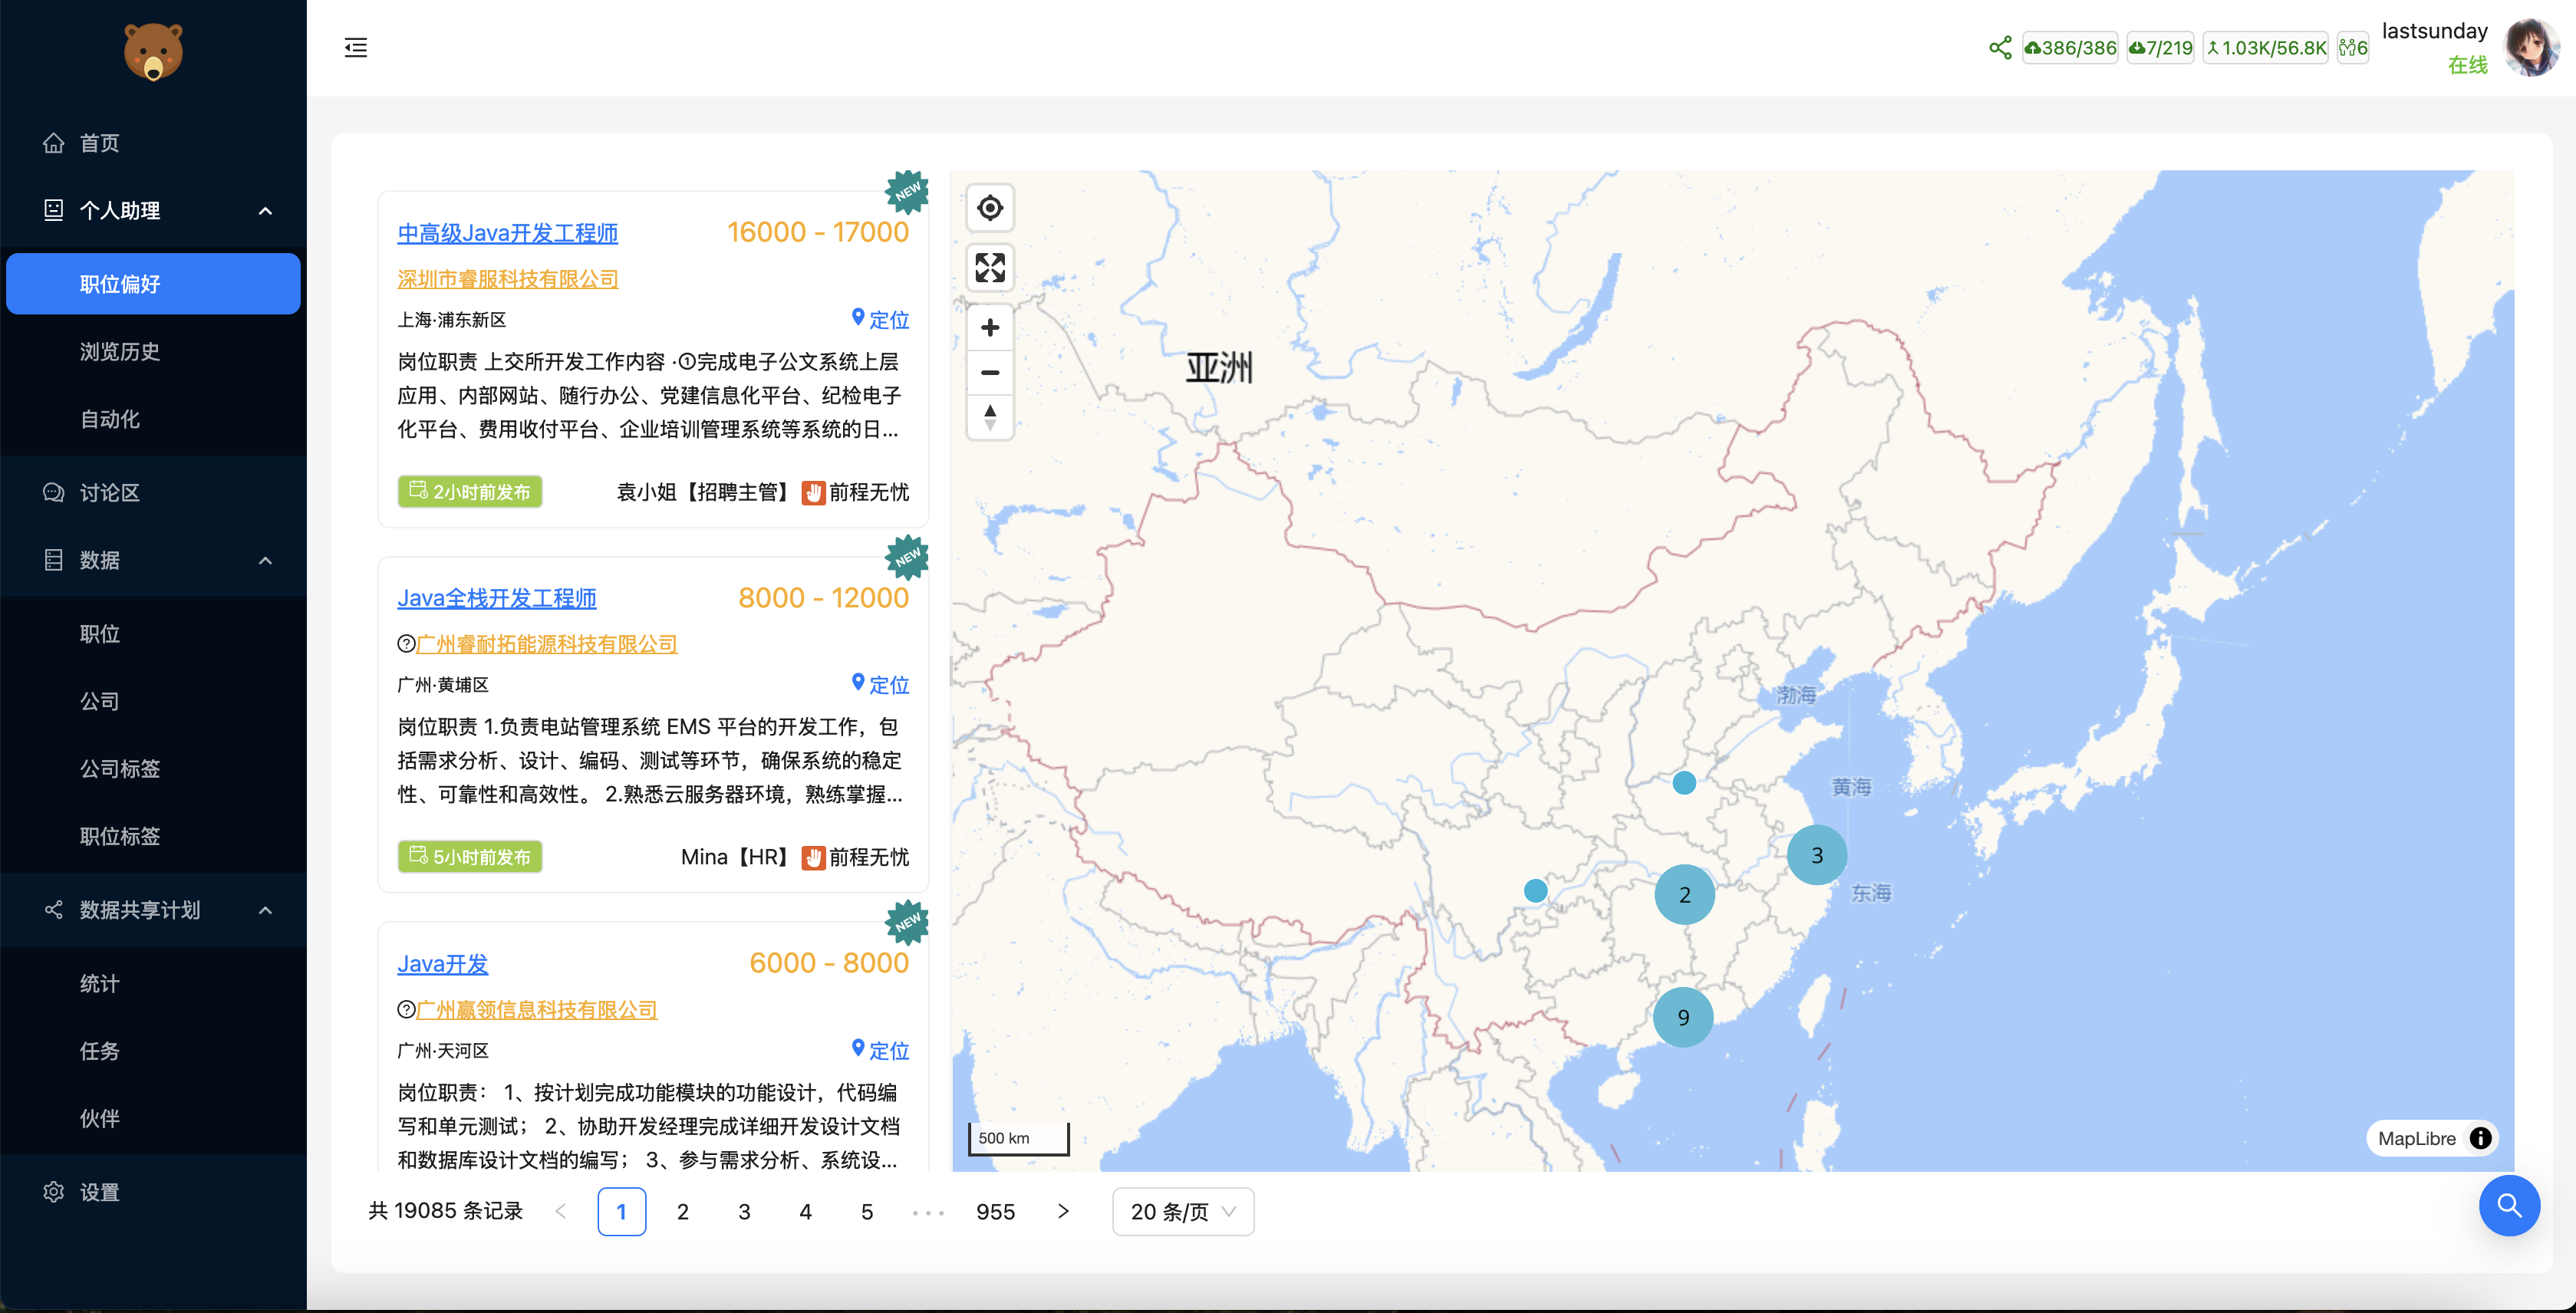 首页
个人助理
职位偏好
浏览历史
自动化
讨论区
数据
职位
公司
公司标签
职位标签
数据共享计划
统计
任务
伙伴
设置
386/386
7/219
1.03K/56.8K
6
lastsunday
在线
NEW
中高级Java开发工程师
16000 - 17000
深圳市睿服科技有限公司
上海·浦东新区
定位
岗位职责 上交所开发工作内容 ·①完成电子公文系统上层
应用、内部网站、随行办公、党建信息化平台、纪检电子
化平台、费用收付平台、企业培训管理系统等系统的日...
2小时前发布
袁小姐【招聘主管】
前程无忧
NEW
Java全栈开发工程师
8000 - 12000
广州睿耐拓能源科技有限公司
广州·黄埔区
定位
岗位职责 1.负责电站管理系统 EMS 平台的开发工作，包
括需求分析、设计、编码、测试等环节，确保系统的稳定
性、可靠性和高效性。 2.熟悉云服务器环境，熟练掌握...
5小时前发布
Mina【HR】
前程无忧
NEW
Java开发
6000 - 8000
广州赢领信息科技有限公司
广州·天河区
定位
岗位职责： 1、按计划完成功能模块的功能设计，代码编
写和单元测试； 2、协助开发经理完成详细开发设计文档
和数据库设计文档的编写； 3、参与需求分析、系统设...
亚洲
渤海
黄海
东海
3
2
9
500 km
MapLibre
共 19085 条记录
1
2
3
4
5
•••
955
20 条/页